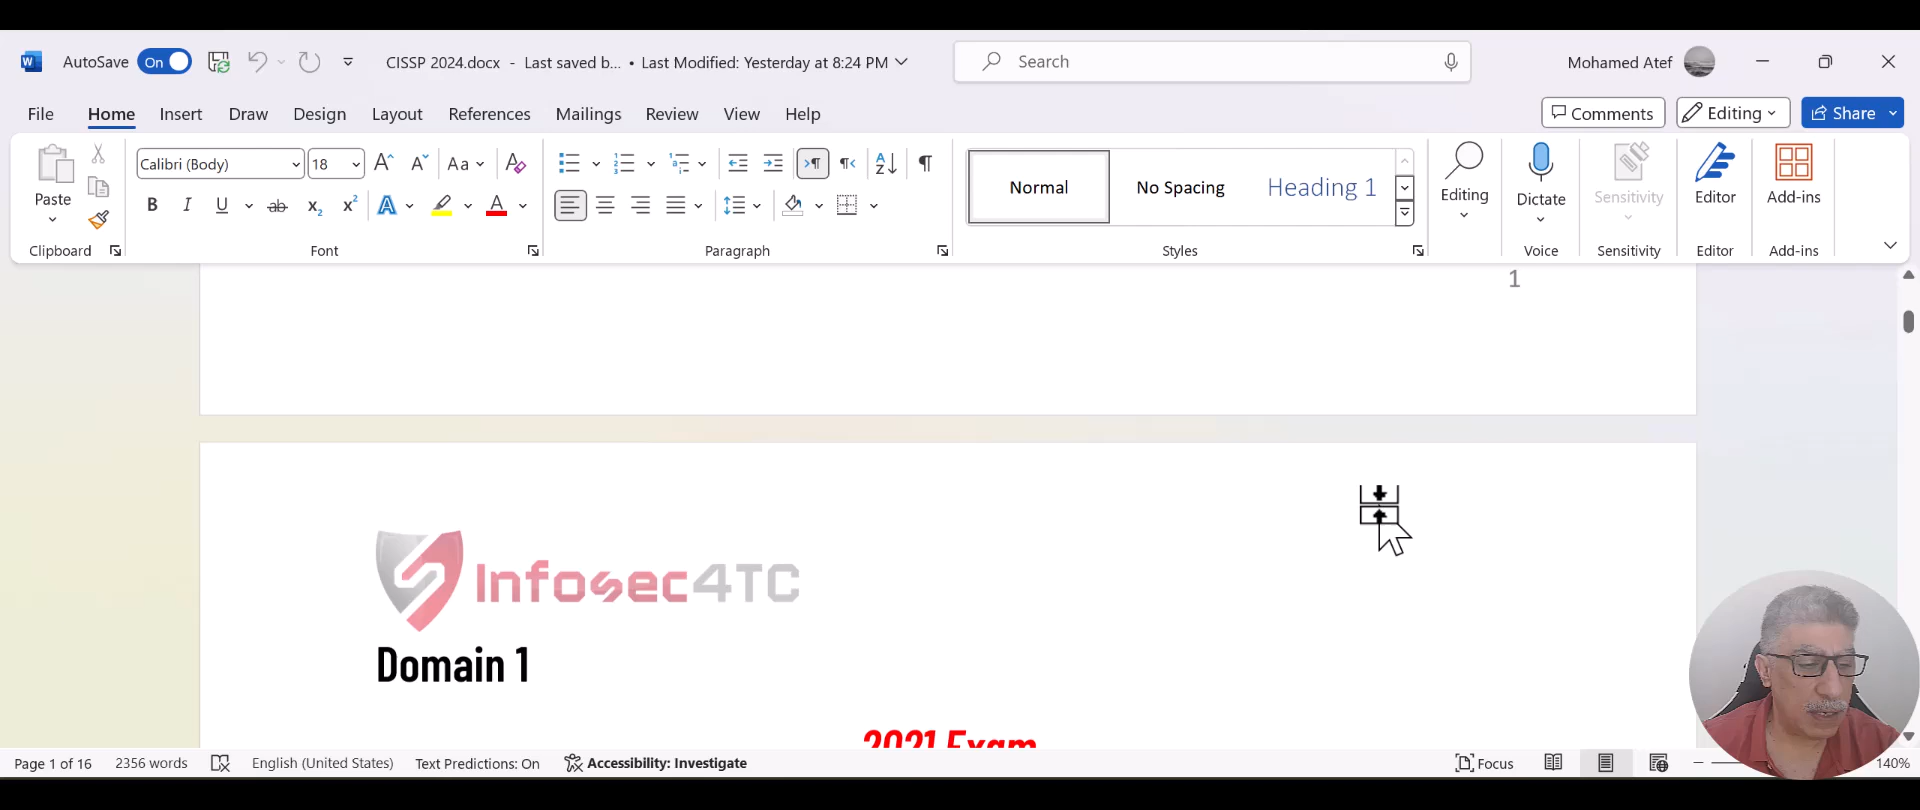 AutoSave On CISSP 2024.docx - Last saved b... • Last Modified: Yesterday at 8:24 PM Search Mohamed Atef
File Home Insert Draw Design Layout References Mailings Review View Help Comments Editing Share
Paste
Calibri (Body) 18 Aa
Normal No Spacing Heading 1
Editing Dictate Sensitivity Editor Add-ins
Clipboard Font Paragraph Styles Voice Sensitivity Editor Add-ins
1
Infosec4TC
Domain 1
2021 Exam
Page 1 of 16 2356 words English (United States) Text Predictions: On Accessibility: Investigate Focus 140%